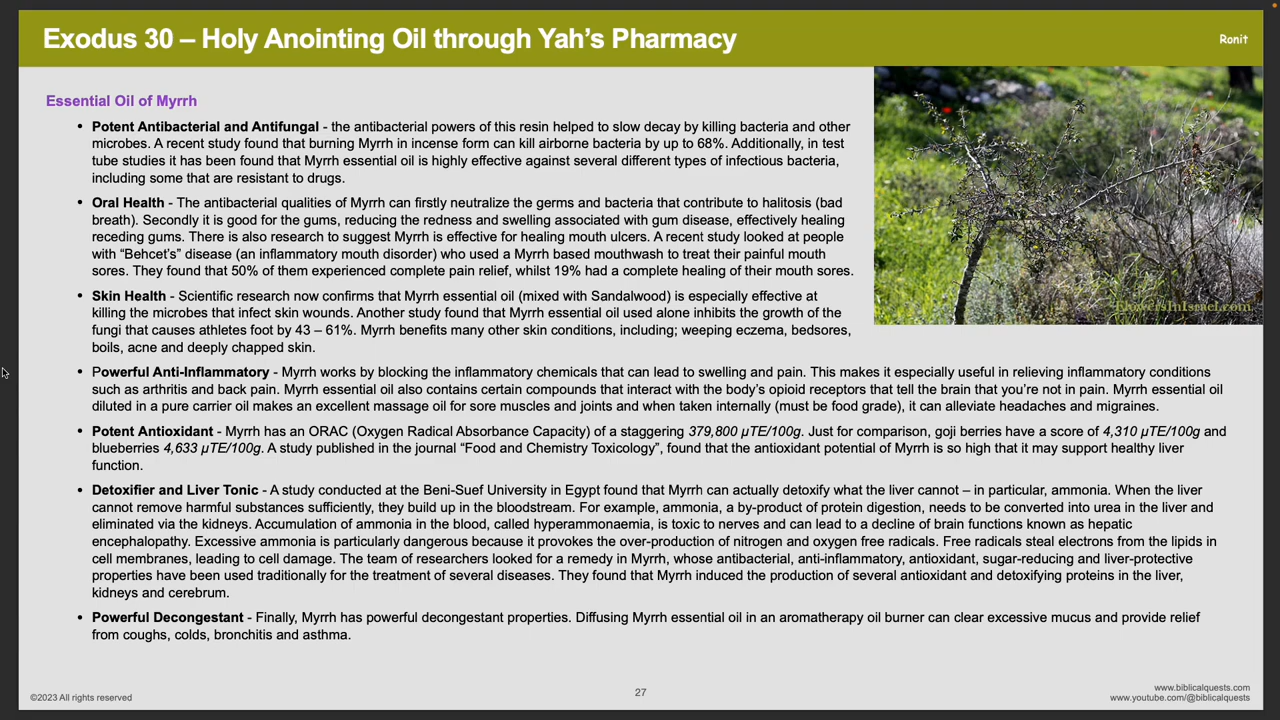 Exodus 30 – Holy Anointing Oil through Yah's Pharmacy
Ronit
Essential Oil of Myrrh
• Potent Antibacterial and Antifungal - the antibacterial powers of this resin helped to slow decay by killing bacteria and other
microbes. A recent study found that burning Myrrh in incense form can kill airborne bacteria by up to 68%. Additionally, in test
tube studies it has been found that Myrrh essential oil is highly effective against several different types of infectious bacteria,
including some that are resistant to drugs.
• Oral Health - The antibacterial qualities of Myrrh can firstly neutralize the germs and bacteria that contribute to halitosis (bad
breath). Secondly it is good for the gums, reducing the redness and swelling associated with gum disease, effectively healing
receding gums. There is also research to suggest Myrrh is effective for healing mouth ulcers. A recent study looked at people
with “Behcet's” disease (an inflammatory mouth disorder) who used a Myrrh based mouthwash to treat their painful mouth
sores. They found that 50% of them experienced complete pain relief, whilst 19% had a complete healing of their mouth sores.
• Skin Health - Scientific research now confirms that Myrrh essential oil (mixed with Sandalwood) is especially effective at
killing the microbes that infect skin wounds. Another study found that Myrrh essential oil used alone inhibits the growth of the
fungi that causes athletes foot by 43 – 61%. Myrrh benefits many other skin conditions, including; weeping eczema, bedsores,
boils, acne and deeply chapped skin.
FlowersInIsrael.com
• Powerful Anti-Inflammatory - Myrrh works by blocking the inflammatory chemicals that can lead to swelling and pain. This makes it especially useful in relieving inflammatory conditions
such as arthritis and back pain. Myrrh essential oil also contains certain compounds that interact with the body's opioid receptors that tell the brain that you're not in pain. Myrrh essential oil
diluted in a pure carrier oil makes an excellent massage oil for sore muscles and joints and when taken internally (must be food grade), it can alleviate headaches and migraines.
• Potent Antioxidant - Myrrh has an ORAC (Oxygen Radical Absorbance Capacity) of a staggering 379,800 µTE/100g. Just for comparison, goji berries have a score of 4,310 µTE/100g and
blueberries 4,633 µTE/100g. A study published in the journal “Food and Chemistry Toxicology”, found that the antioxidant potential of Myrrh is so high that it may support healthy liver
function.
• Detoxifier and Liver Tonic - A study conducted at the Beni-Suef University in Egypt found that Myrrh can actually detoxify what the liver cannot – in particular, ammonia. When the liver
cannot remove harmful substances sufficiently, they build up in the bloodstream. For example, ammonia, a by-product of protein digestion, needs to be converted into urea in the liver and
eliminated via the kidneys. Accumulation of ammonia in the blood, called hyperammonaemia, is toxic to nerves and can lead to a decline of brain functions known as hepatic
encephalopathy. Excessive ammonia is particularly dangerous because it provokes the over-production of nitrogen and oxygen free radicals. Free radicals steal electrons from the lipids in
cell membranes, leading to cell damage. The team of researchers looked for a remedy in Myrrh, whose antibacterial, anti-inflammatory, antioxidant, sugar-reducing and liver-protective
properties have been used traditionally for the treatment of several diseases. They found that Myrrh induced the production of several antioxidant and detoxifying proteins in the liver,
kidneys and cerebrum.
• Powerful Decongestant - Finally, Myrrh has powerful decongestant properties. Diffusing Myrrh essential oil in an aromatherapy oil burner can clear excessive mucus and provide relief
from coughs, colds, bronchitis and asthma.
©2023 All rights reserved
27
www.biblicalquests.com
www.youtube.com/@biblicalquests